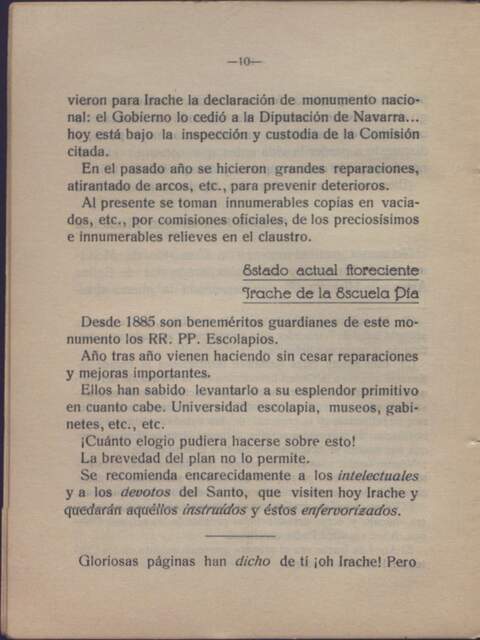 —10—
vieron para Irache la declaración de monumento nacio-
nal: el Gobierno lo cedió a la Diputación de Navarra...
hoy está bajo la inspección y custodia de la Comisión
citada.
En el pasado año se hicieron grandes reparaciones,
atirantado de arcos, etc., para prevenir deterioros.
Al presente se toman innumerables copias en vacia-
dos, etc., por comisiones oficiales, de los preciosísimos
e innumerables relieves en el claustro.
Estado actual floreciente
Irache de la Escuela Pía
Desde 1885 son beneméritos guardianes de este mo-
numento los RR. PP. Escolapios.
Año tras año vienen haciendo sin cesar reparaciones
y mejoras importantes.
Ellos han sabido levantarlo a su esplendor primitivo
en cuanto cabe. Universidad escolapia, museos, gabi-
netes, etc., etc.
¡Cuánto elogio pudiera hacerse sobre esto!
La brevedad del plan no lo permite.
Se recomienda encarecidamente a los intelectuales
y a los devotos del Santo, que visiten hoy Irache y
quedarán aquéllos instruídos y éstos enfervorizados.
Gloriosas páginas han dicho de tí ¡oh Irache! Pero